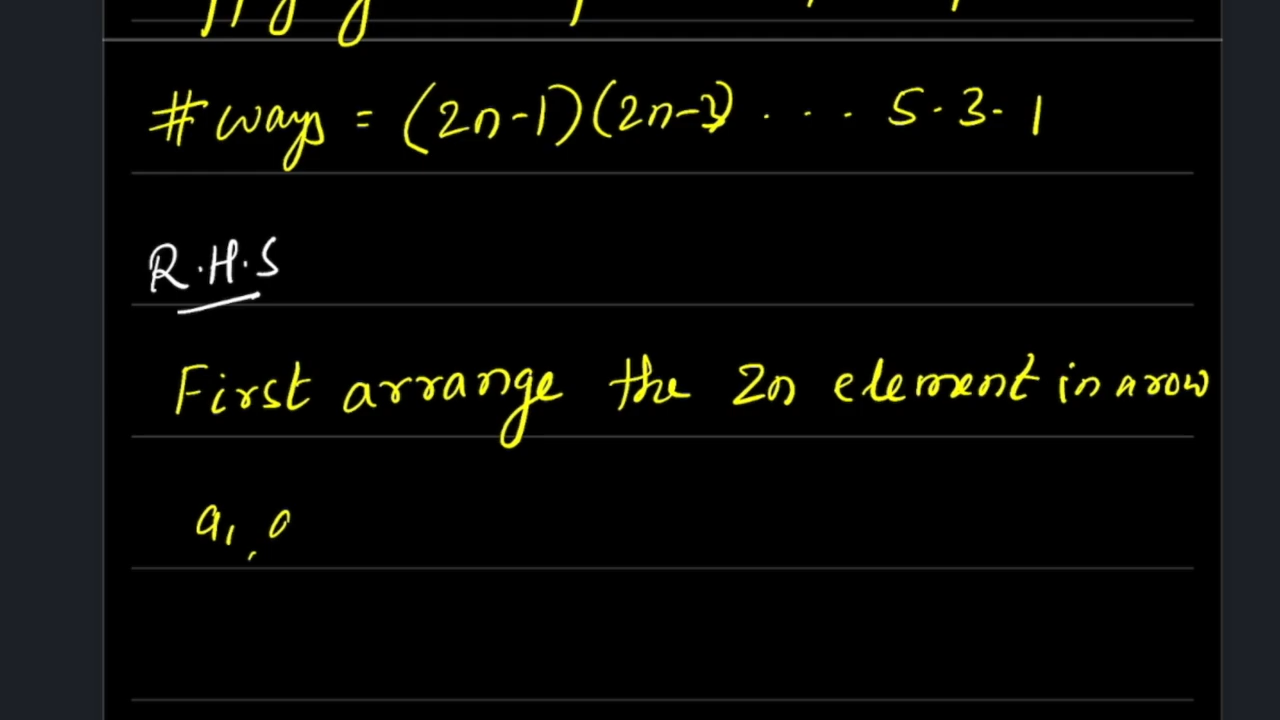 # ways = (2n-1)(2n-3) . . . 5.3.1
R.H.S
First arrange the 2n element in a row
a₁, a